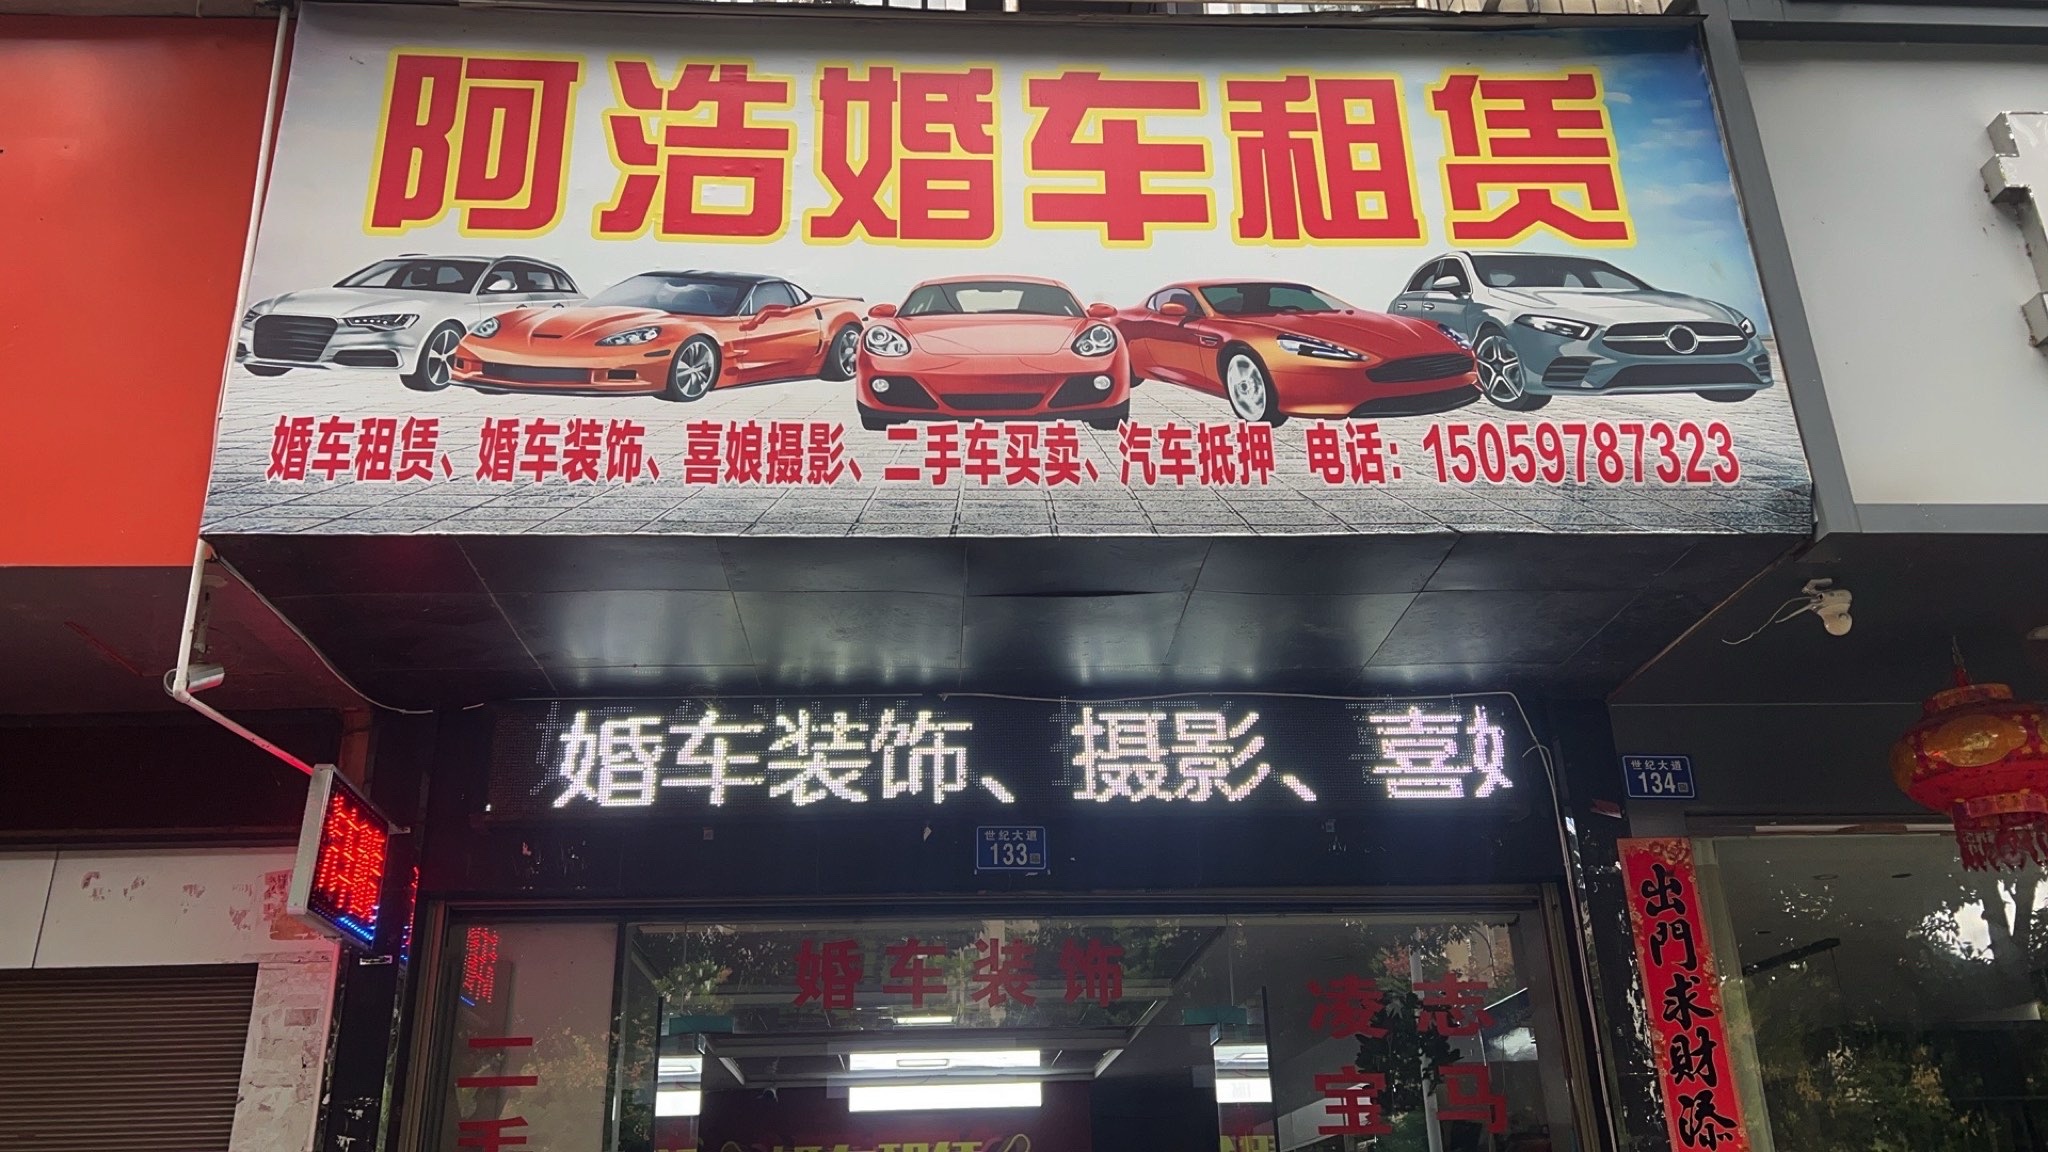 阿浩婚车租赁
婚车租赁、婚车装饰、喜娘摄影、二手车买卖、汽车抵押 电话：15059787323
婚车装饰、摄影、喜
世纪大道
134
世纪大道
133
出門求財添
婚车装饰
凌志
宝马
二手